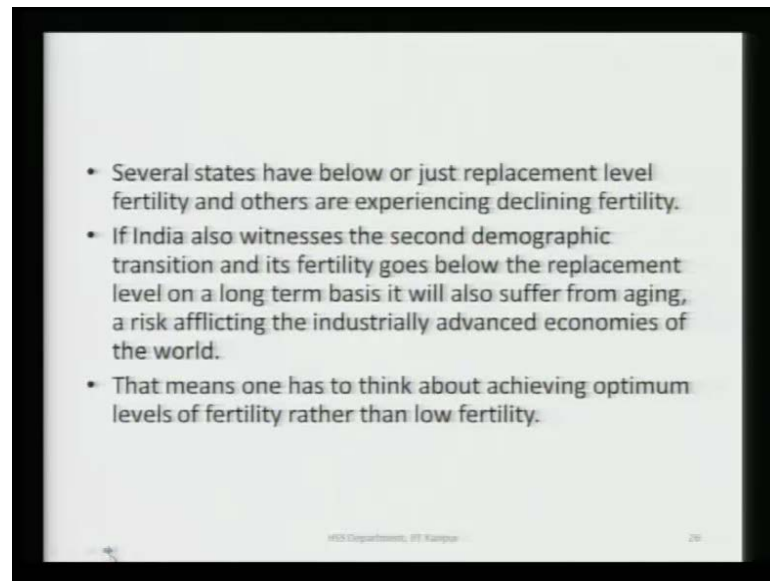 • Several states have below or just replacement level
fertility and others are experiencing declining fertility.
• If India also witnesses the second demographic
transition and its fertility goes below the replacement
level on a long term basis it will also suffer from aging,
a risk afflicting the industrially advanced economies of
the world.
• That means one has to think about achieving optimum
levels of fertility rather than low fertility.
HSS Department, IIT Kanpur
26